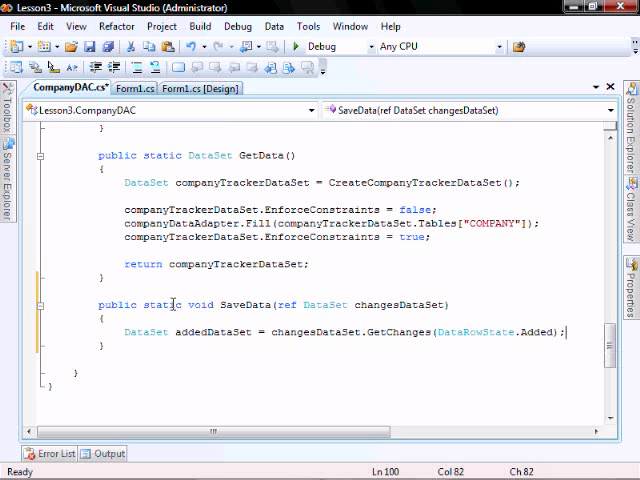 Lesson3 - Microsoft Visual Studio (Administrator)
File Edit View Refactor Project Build Debug Data Tools Window Help
Debug Any CPU
CompanyDAC.cs* Form1.cs Form1.cs [Design]
Lesson3.CompanyDAC SaveData(ref DataSet changesDataSet)
}
public static DataSet GetData()
{
DataSet companyTrackerDataSet = CreateCompanyTrackerDataSet();
companyTrackerDataSet.EnforceConstraints = false;
companyDataAdapter.Fill(companyTrackerDataSet.Tables["COMPANY"]);
companyTrackerDataSet.EnforceConstraints = true;
return companyTrackerDataSet;
}
public static void SaveData(ref DataSet changesDataSet)
{
DataSet addedDataSet = changesDataSet.GetChanges(DataRowState.Added);
}
}
}
Toolbox
Server Explorer
Solution Explorer
Class View
Properties
Error List Output
Ready Ln 100 Col 82 Ch 82